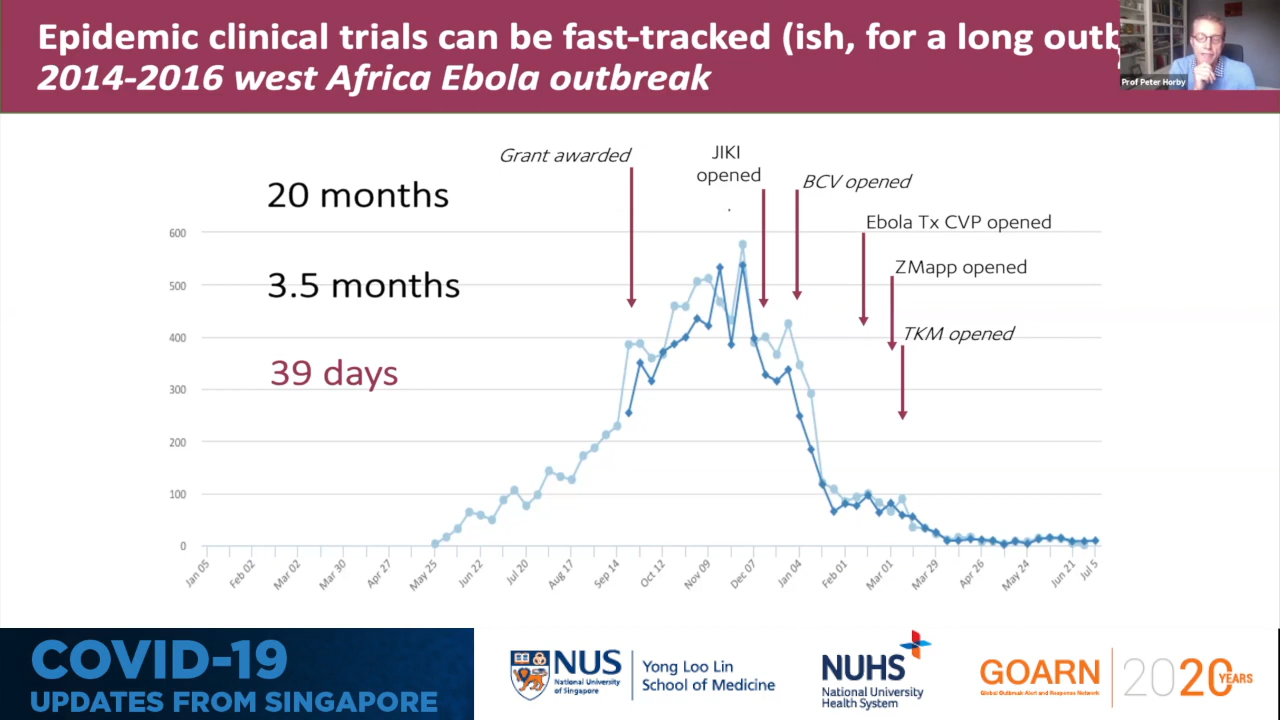 Epidemic clinical trials can be fast-tracked (ish, for a long outb
2014-2016 west Africa Ebola outbreak
Prof Peter Horby
Grant awarded
JIKI
opened
BCV opened
Ebola Tx CVP opened
ZMapp opened
TKM opened
20 months
3.5 months
39 days
600
500
400
300
200
100
0
Jan 05
Feb 02
Mar 02
Mar 30
Apr 27
May 25
Jun 22
Jul 20
Aug 17
Sep 14
Oct 12
Nov 09
Dec 07
Jan 04
Feb 01
Mar 01
Mar 29
Apr 26
May 24
Jun 21
Jul 5
COVID-19
UPDATES FROM SINGAPORE
NUS
National University
of Singapore
Yong Loo Lin
School of Medicine
NUHS
National University
Health System
GOARN
Global Outbreak Alert and Response Network
2020
YEARS